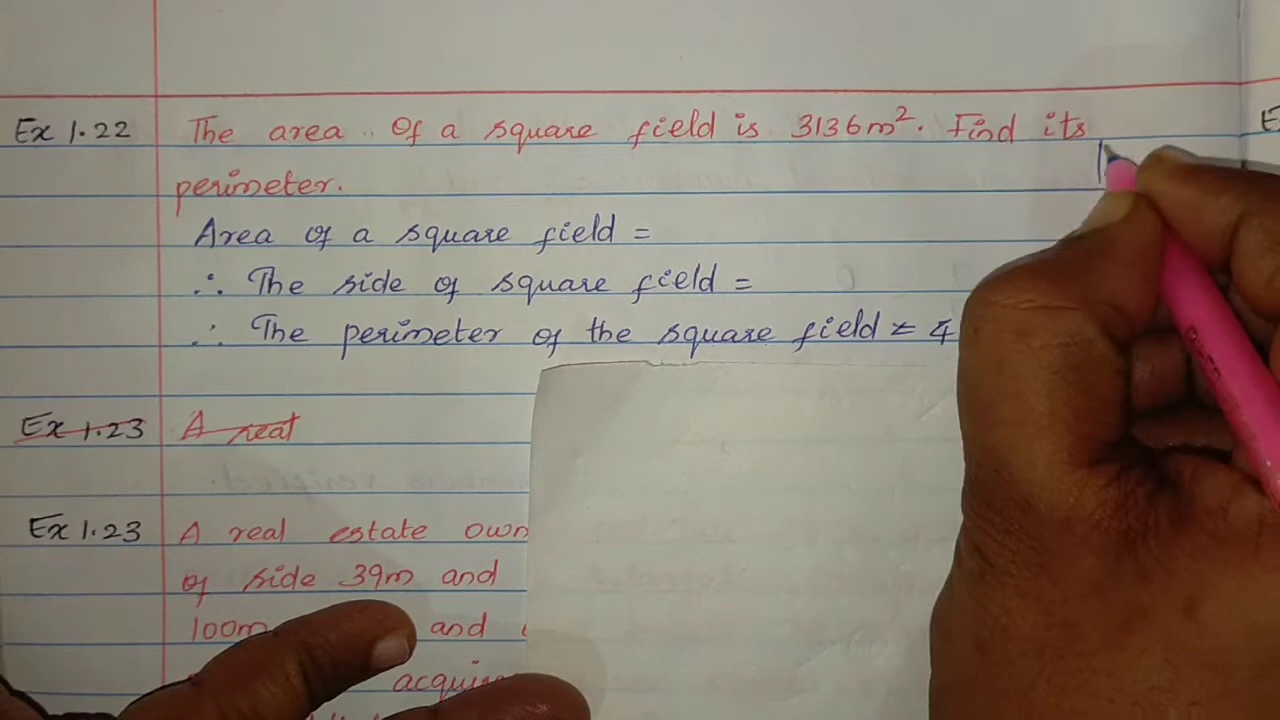 Ex 1.22 The area of a square field is 3136m². Find its
perimeter.
Area of a square field =
∴ The side of square field =
∴ The perimeter of the square field = 4
Ex 1.23 A real
Ex 1.23 A real estate own
of side 39m and
100m and
acqui